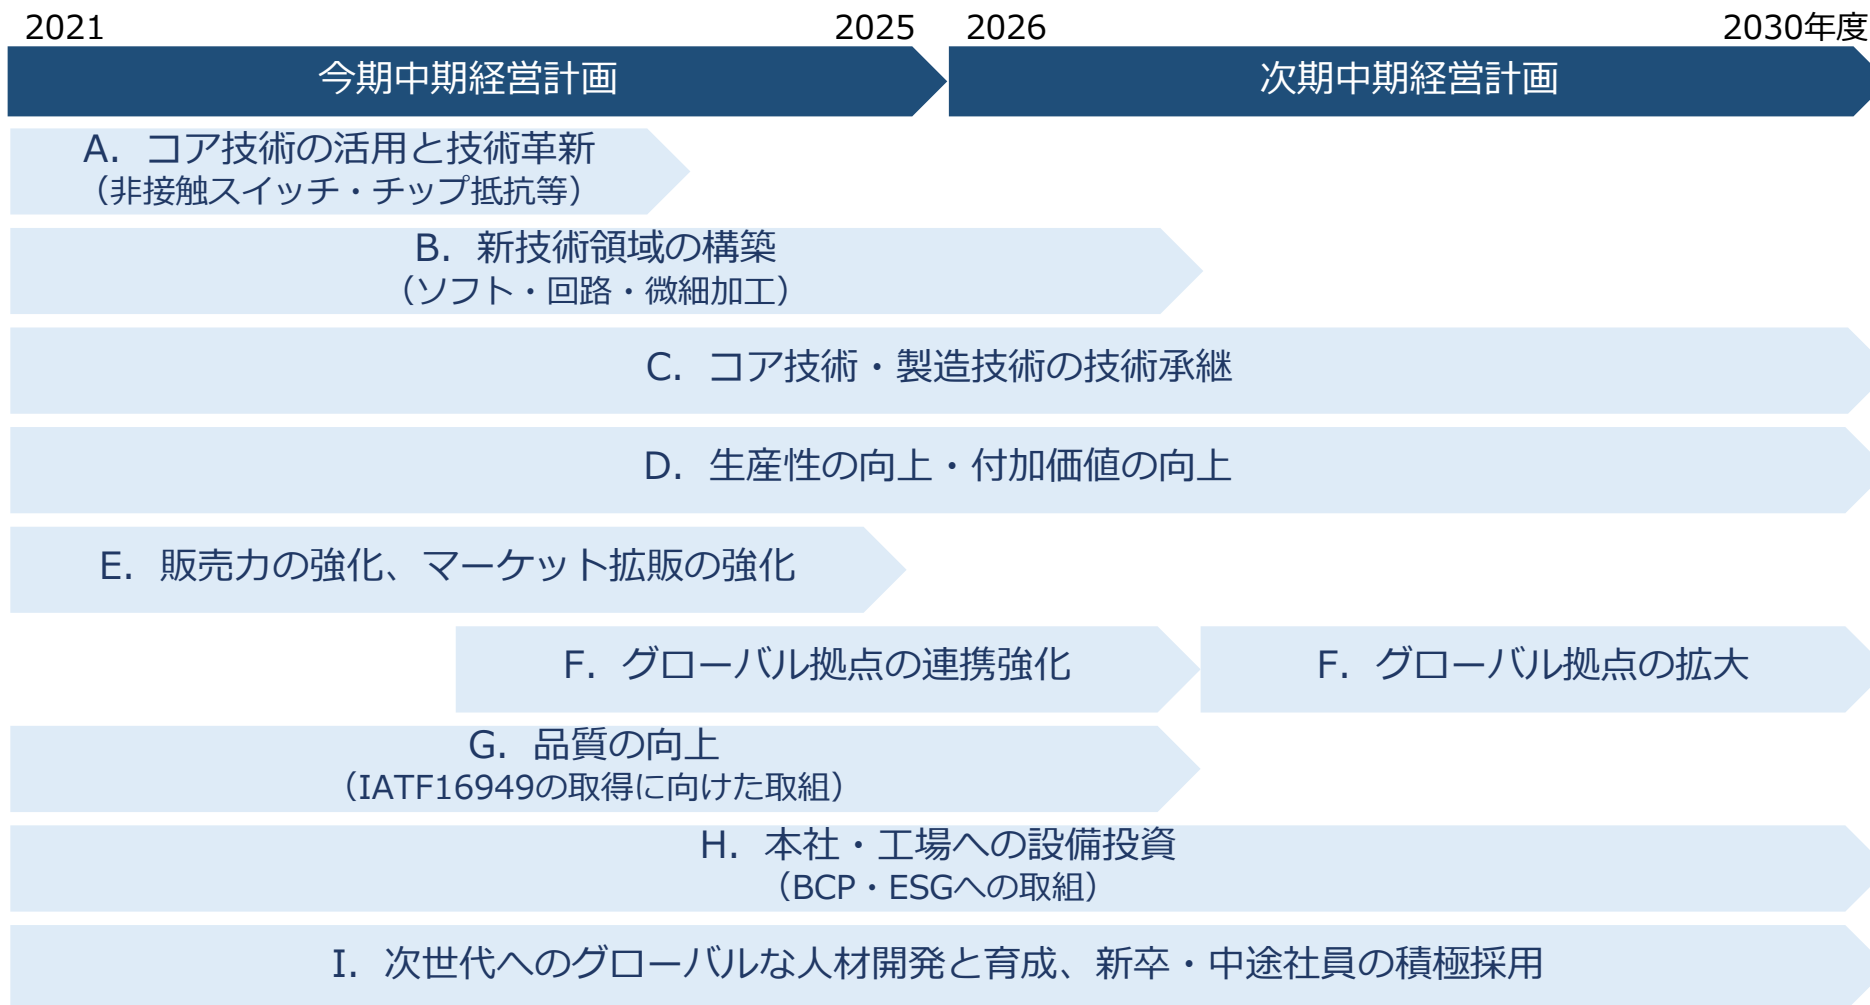 2021 2025 2026 2030年度
今期中期経営計画 次期中期経営計画
A. コア技術の活用と技術革新
（非接触スイッチ・チップ抵抗等）
B. 新技術領域の構築
（ソフト・回路・微細加工）
C. コア技術・製造技術の技術承継
D. 生産性の向上・付加価値の向上
E. 販売力の強化、マーケット拡販の強化
F. グローバル拠点の連携強化 F. グローバル拠点の拡大
G. 品質の向上
（IATF16949の取得に向けた取組）
H. 本社・工場への設備投資
（BCP・ESGへの取組）
I. 次世代へのグローバルな人材開発と育成、新卒・中途社員の積極採用